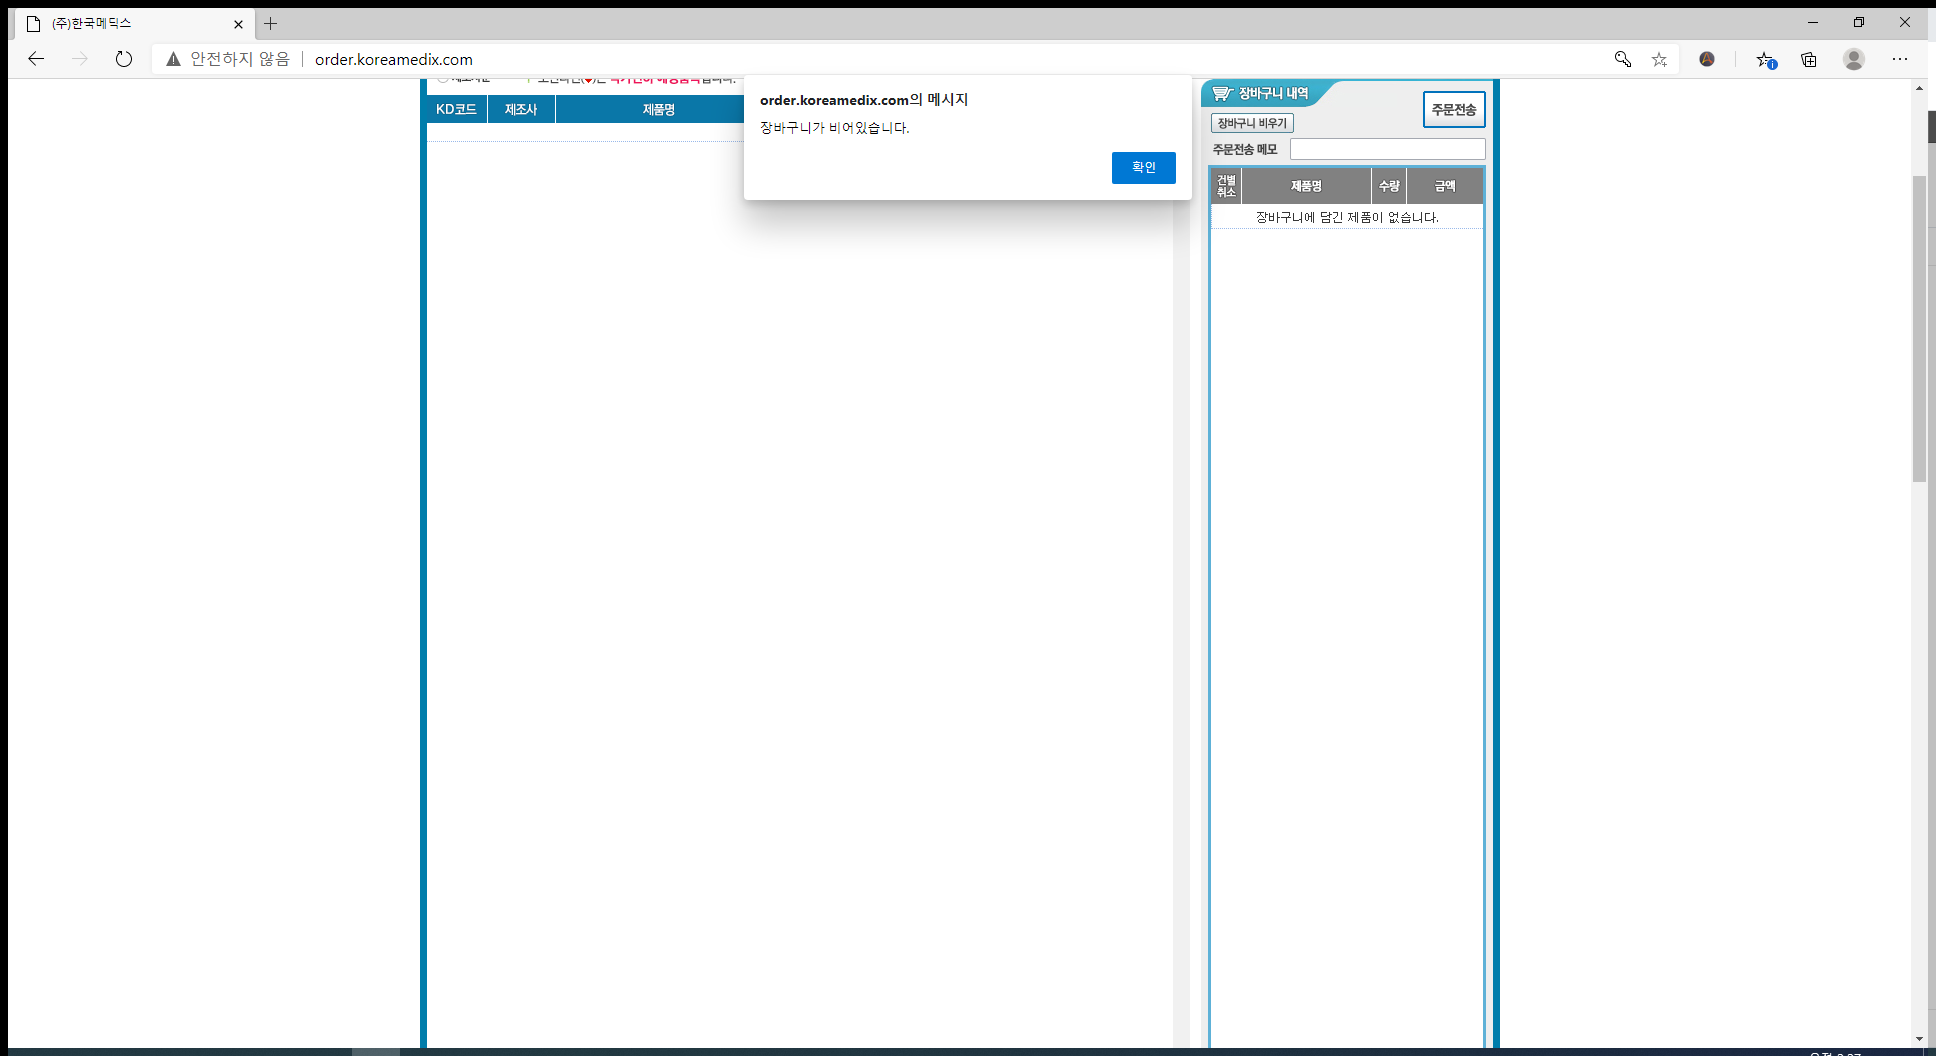 (주)한국메딕스
안전하지 않음
order.koreamedix.com
KD코드 제조사 제품명
order.koreamedix.com의 메시지
장바구니가 비어있습니다.
확인
장바구니 내역
주문전송
장바구니 비우기
주문전송 메모
건별취소 제품명 수량 금액
장바구니에 담긴 제품이 없습니다.